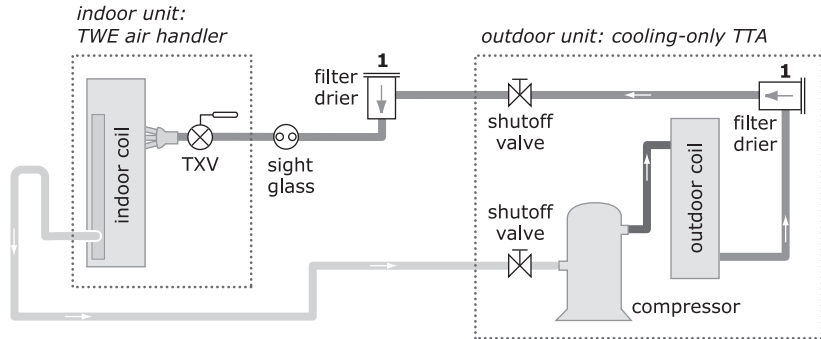 indoor unit:
TWE air handler
outdoor unit: cooling-only TTA
1
filter
drier
1
filter
drier
shutoff
valve
TXV
sight
glass
indoor coil
outdoor coil
shutoff
valve
compressor